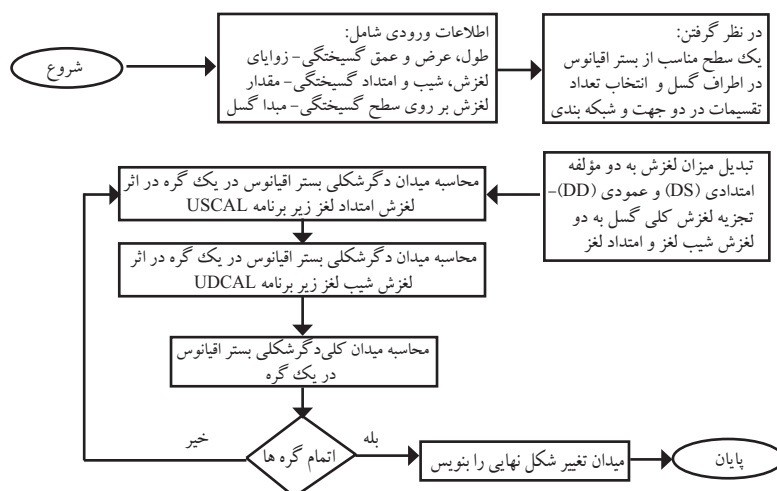 شروع
اطلاعات ورودی شامل:
طول، عرض و عمق گسیختگی– زوایای
لغزش، شیب و امتداد گسیختگی– مقدار
لغزش بر روی سطح گسیختگی– مبدا گسل
در نظر گرفتن:
یک سطح مناسب از بستر اقیانوس
در اطراف گسل و انتخاب تعداد
تقسیمات در دو جهت و شبکه بندی
تبدیل میزان لغزش به دو مؤلفه
امتدادی (DS) و عمودی (DD)–
تجزیه لغزش کلی گسل به دو
لغزش شیب لغز و امتداد لغز
محاسبه میدان دگرشکلی بستر اقیانوس در یک گره در اثر
لغزش امتداد لغز زیر برنامه USCAL
محاسبه میدان دگرشکلی بستر اقیانوس در یک گره در اثر
لغزش شیب لغز زیر برنامه UDCAL
محاسبه میدان کلی‌دگرشکلی بستر اقیانوس
در یک گره
اتمام گره ها
خیر
بله
میدان تغییر شکل نهایی را بنویس
پایان